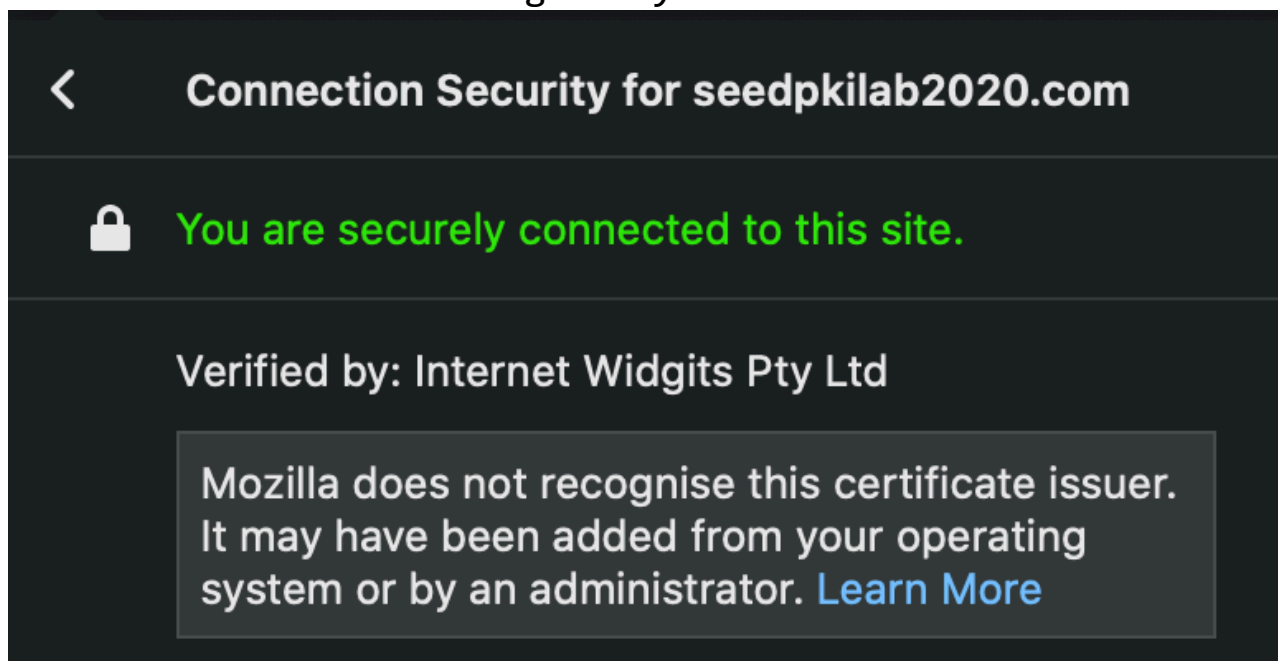 Connection Security for seedpkilab2020.com
You are securely connected to this site.
Verified by: Internet Widgits Pty Ltd
Mozilla does not recognise this certificate issuer.
It may have been added from your operating
system or by an administrator. Learn More